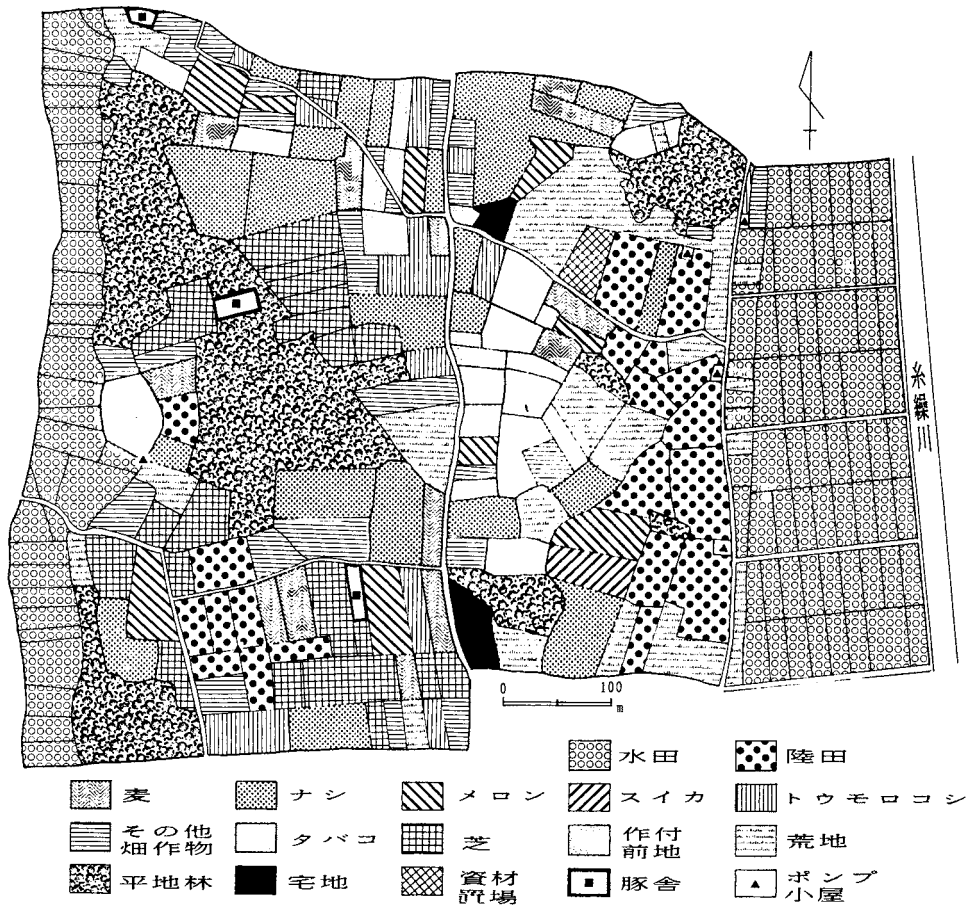 糸繰川
0 100
m
水田 陸田
麦 ナシ メロン スイカ トウモロコシ
その他
畑作物 タバコ 芝 作付
前地 荒地
平地林 宅地 資材
置場 豚舎 ポンプ
小屋